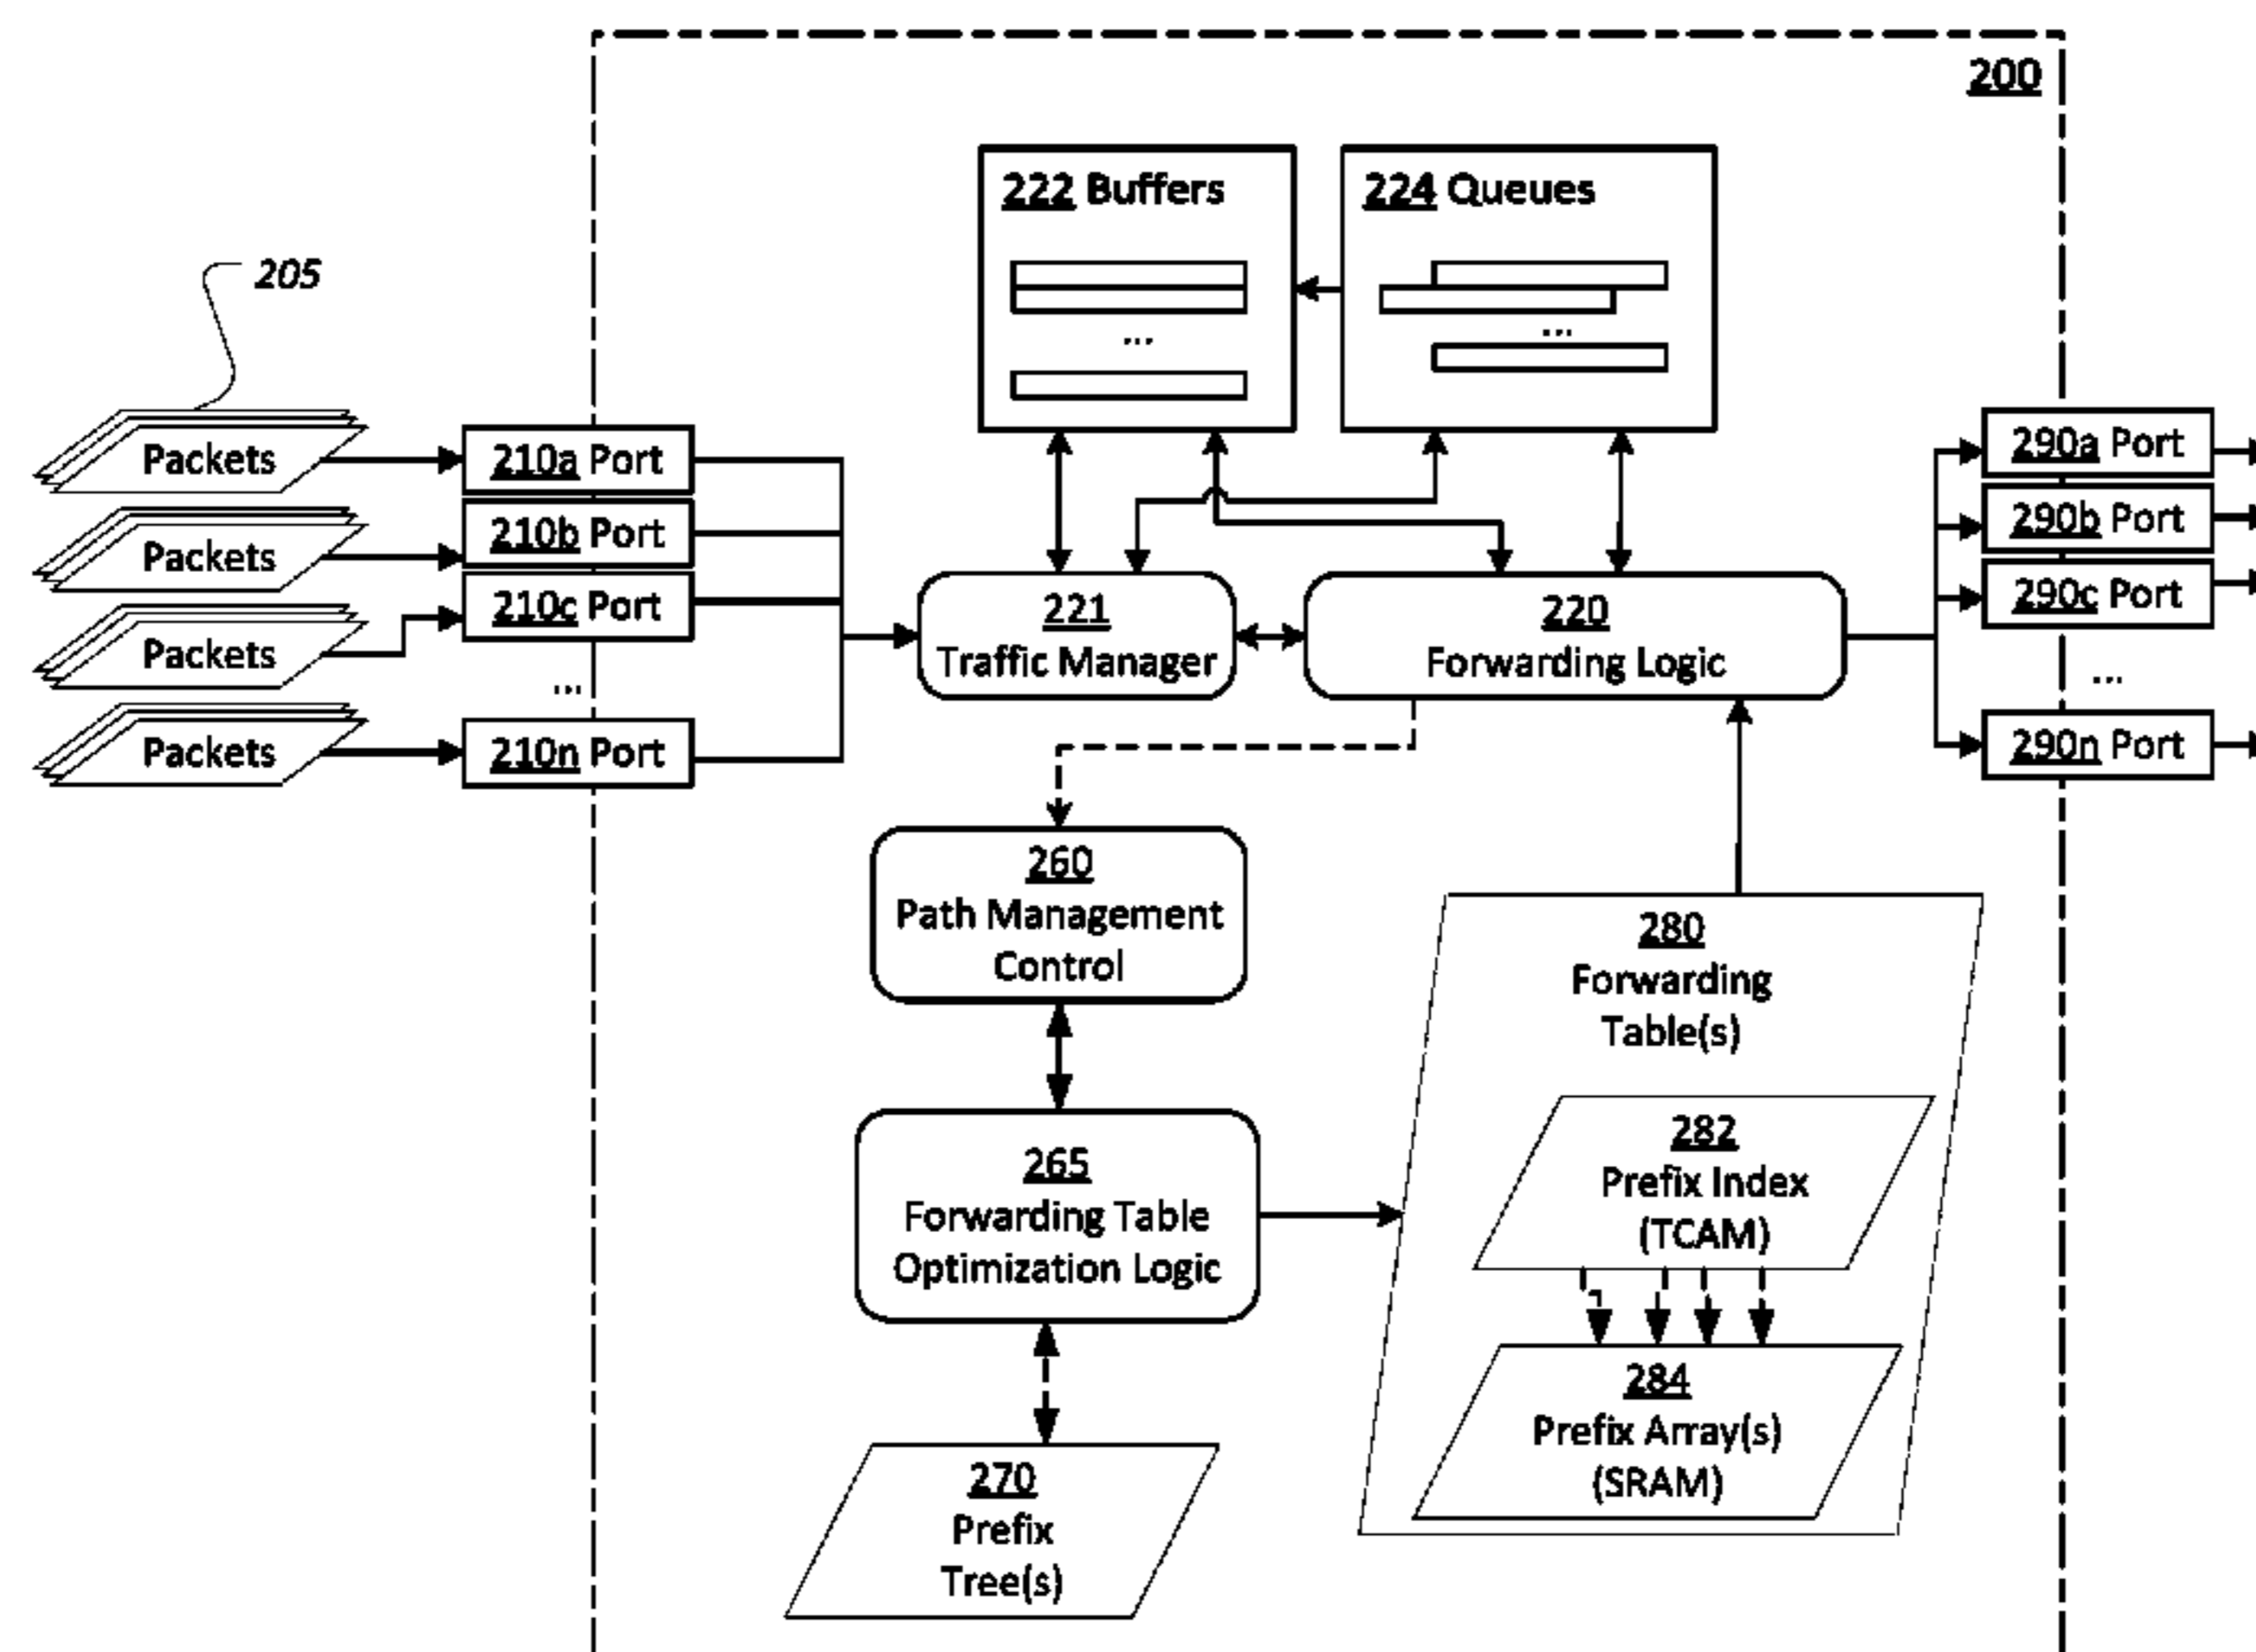 200
222 Buffers
...
224 Queues
...
205
Packets
Packets
Packets
Packets
210a Port
210b Port
210c Port
...
210n Port
221
Traffic Manager
220
Forwarding Logic
290a Port
290b Port
290c Port
...
290n Port
260
Path Management
Control
265
Forwarding Table
Optimization Logic
270
Prefix
Tree(s)
280
Forwarding
Table(s)
282
Prefix Index
(TCAM)
284
Prefix Array(s)
(SRAM)